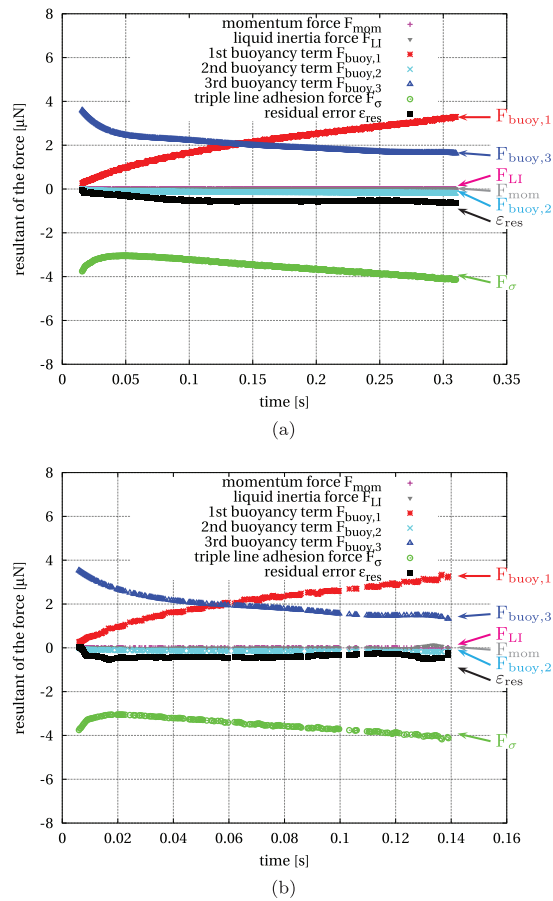 (a)
resultant of the force [µN]
8
6
4
2
0
-2
-4
-6
-8
momentum force F_mom
liquid inertia force F_LI
1st buoyancy term F_buoy,1
2nd buoyancy term F_buoy,2
3rd buoyancy term F_buoy,3
triple line adhesion force F_σ
residual error ε_res
F_buoy,1
F_buoy,3
F_LI
F_mom
F_buoy,2
ε_res
F_σ
0 0.05 0.1 0.15 0.2 0.25 0.3 0.35
time [s]
(a)
resultant of the force [µN]
8
6
4
2
0
-2
-4
-6
-8
momentum force F_mom
liquid inertia force F_LI
1st buoyancy term F_buoy,1
2nd buoyancy term F_buoy,2
3rd buoyancy term F_buoy,3
triple line adhesion force F_σ
residual error ε_res
F_buoy,1
F_buoy,3
F_LI
F_mom
F_buoy,2
ε_res
F_σ
0 0.02 0.04 0.06 0.08 0.1 0.12 0.14 0.16
time [s]
(b)